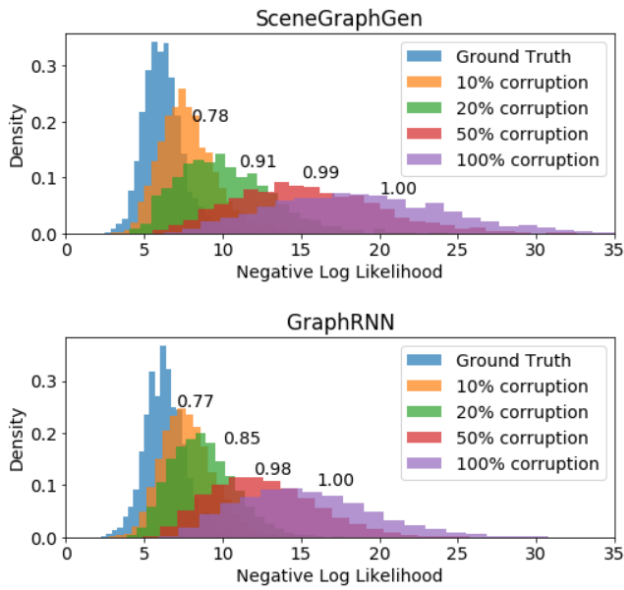 SceneGraphGen
Density
0.3
0.2
0.1
0.0
0.78
0.91
0.99
1.00
Ground Truth
10% corruption
20% corruption
50% corruption
100% corruption
0 5 10 15 20 25 30 35
Negative Log Likelihood
GraphRNN
Density
0.3
0.2
0.1
0.0
0.77
0.85
0.98
1.00
Ground Truth
10% corruption
20% corruption
50% corruption
100% corruption
0 5 10 15 20 25 30 35
Negative Log Likelihood